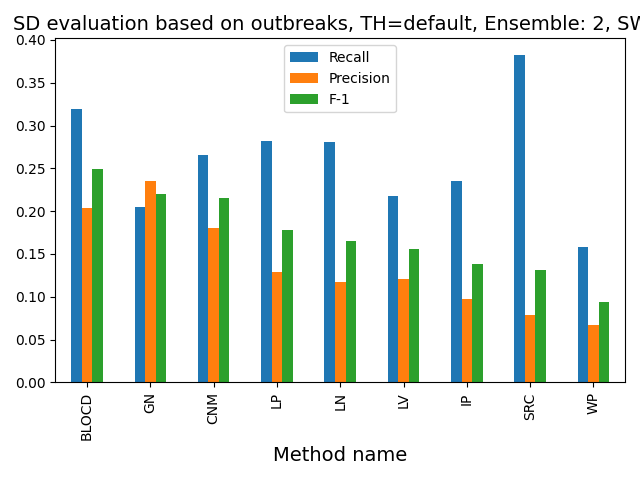 SD evaluation based on outbreaks, TH=default, Ensemble: 2, SW
0.40
0.35
0.30
0.25
0.20
0.15
0.10
0.05
0.00
Recall
Precision
F-1
BLOCD
GN
CNM
LP
LN
LV
IP
SRC
WP
Method name